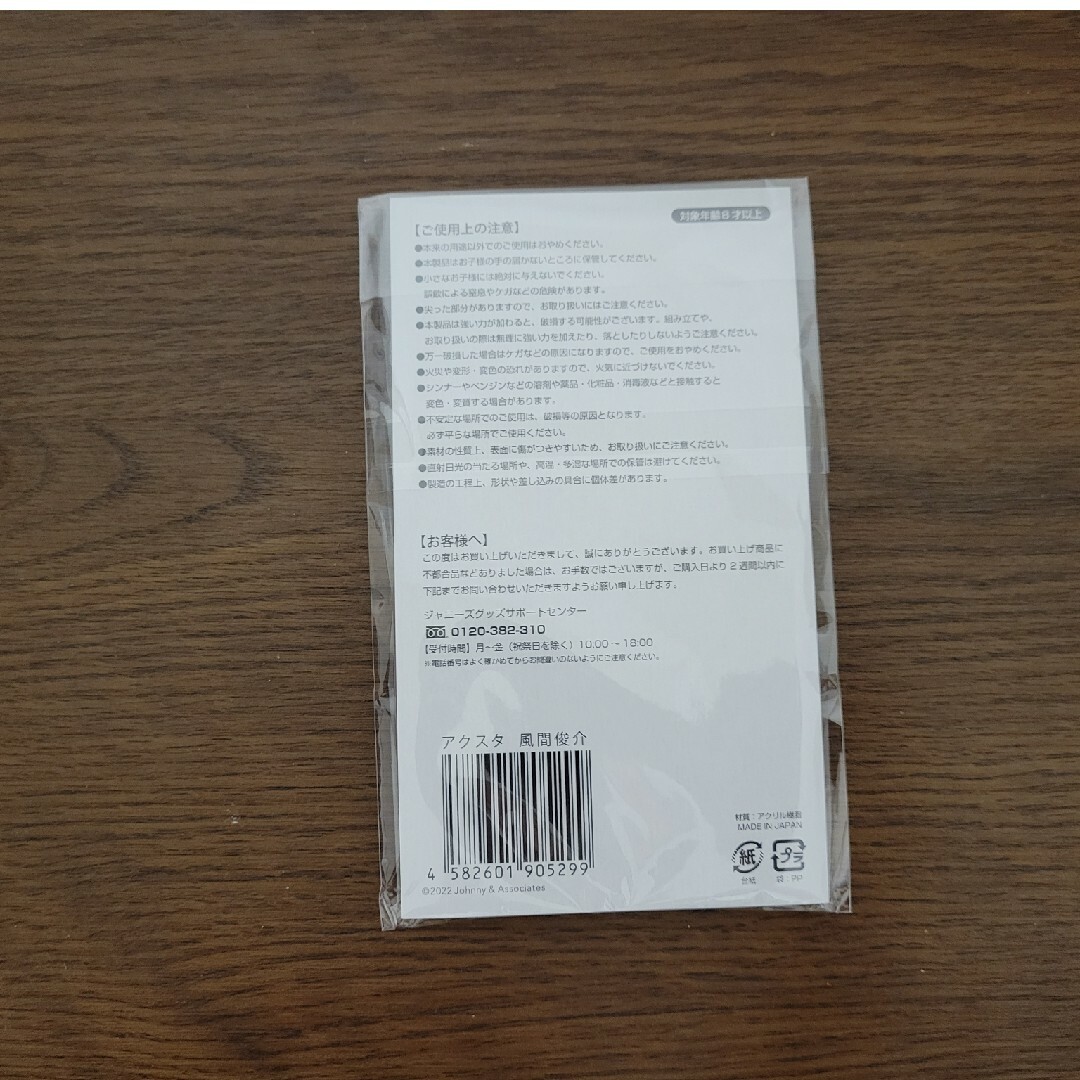 対象年齢8才以上
【ご使用上の注意】
●本来の用途以外でのご使用はおやめください。
●本製品はお子様の手の届かないところに保管してください。
●小さなお子様には絶対に与えないでください。
誤飲による窒息やケガなどの危険があります。
●尖った部分がありますので、お取り扱いにはご注意ください。
●本製品は強い力が加わると、破損する可能性がございます。組み立てや、
お取り扱いの際は無理に強い力を加えたり、落としたりしないようご注意ください。
●万一破損した場合はケガなどの原因になりますので、ご使用をおやめください。
●火災や変形・変色の恐れがありますので、火気に近づけないでください。
●シンナーやベンジンなどの溶剤や薬品・化粧品・消毒液などと接触すると
変色・変質する場合があります。
●不安定な場所でのご使用は、破損等の原因となります。
必ず平らな場所でご使用ください。
●素材の性質上、表面に傷がつきやすいため、お取り扱いにご注意ください。
●直射日光の当たる場所や、高温・多湿な場所での保管は避けてください。
●製造の工程上、形状や差し込みの具合に個体差があります。
【お客様へ】
この度はお買い上げいただきまして、誠にありがとうございます。お買い上げ商品に
不都合品などありました場合は、お手数ではございますが、ご購入日より2週間以内に
下記までお問い合わせいただきますようお願い申し上げます。
ジャニーズグッズサポートセンター
0120-382-310
【受付時間】月～金（祝祭日を除く）10:00～18:00
※電話番号はよく確かめてからお間違いのないようにご注意ください。
アクスタ 風間俊介
4 582601 905299
©2022 Johnny & Associates
材質：アクリル樹脂
MADE IN JAPAN
紙 プラ
台紙 袋：PP